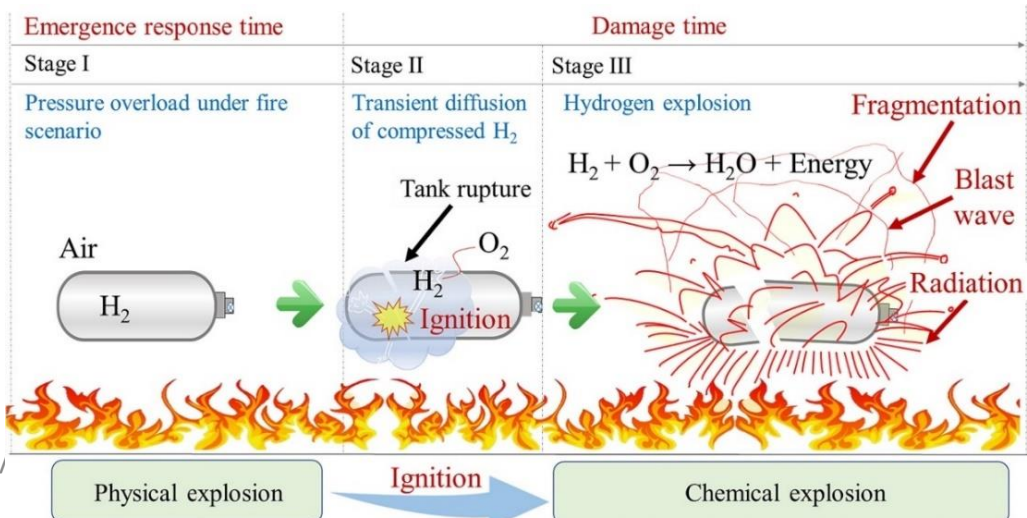 Emergence response time
Damage time
Stage I
Stage II
Stage III
Pressure overload under fire
scenario
Transient diffusion
of compressed H₂
Hydrogen explosion
Fragmentation
H₂ + O₂ → H₂O + Energy
Blast
wave
Tank rupture
Air
O₂
H₂
H₂
Ignition
Radiation
Physical explosion
Ignition
Chemical explosion